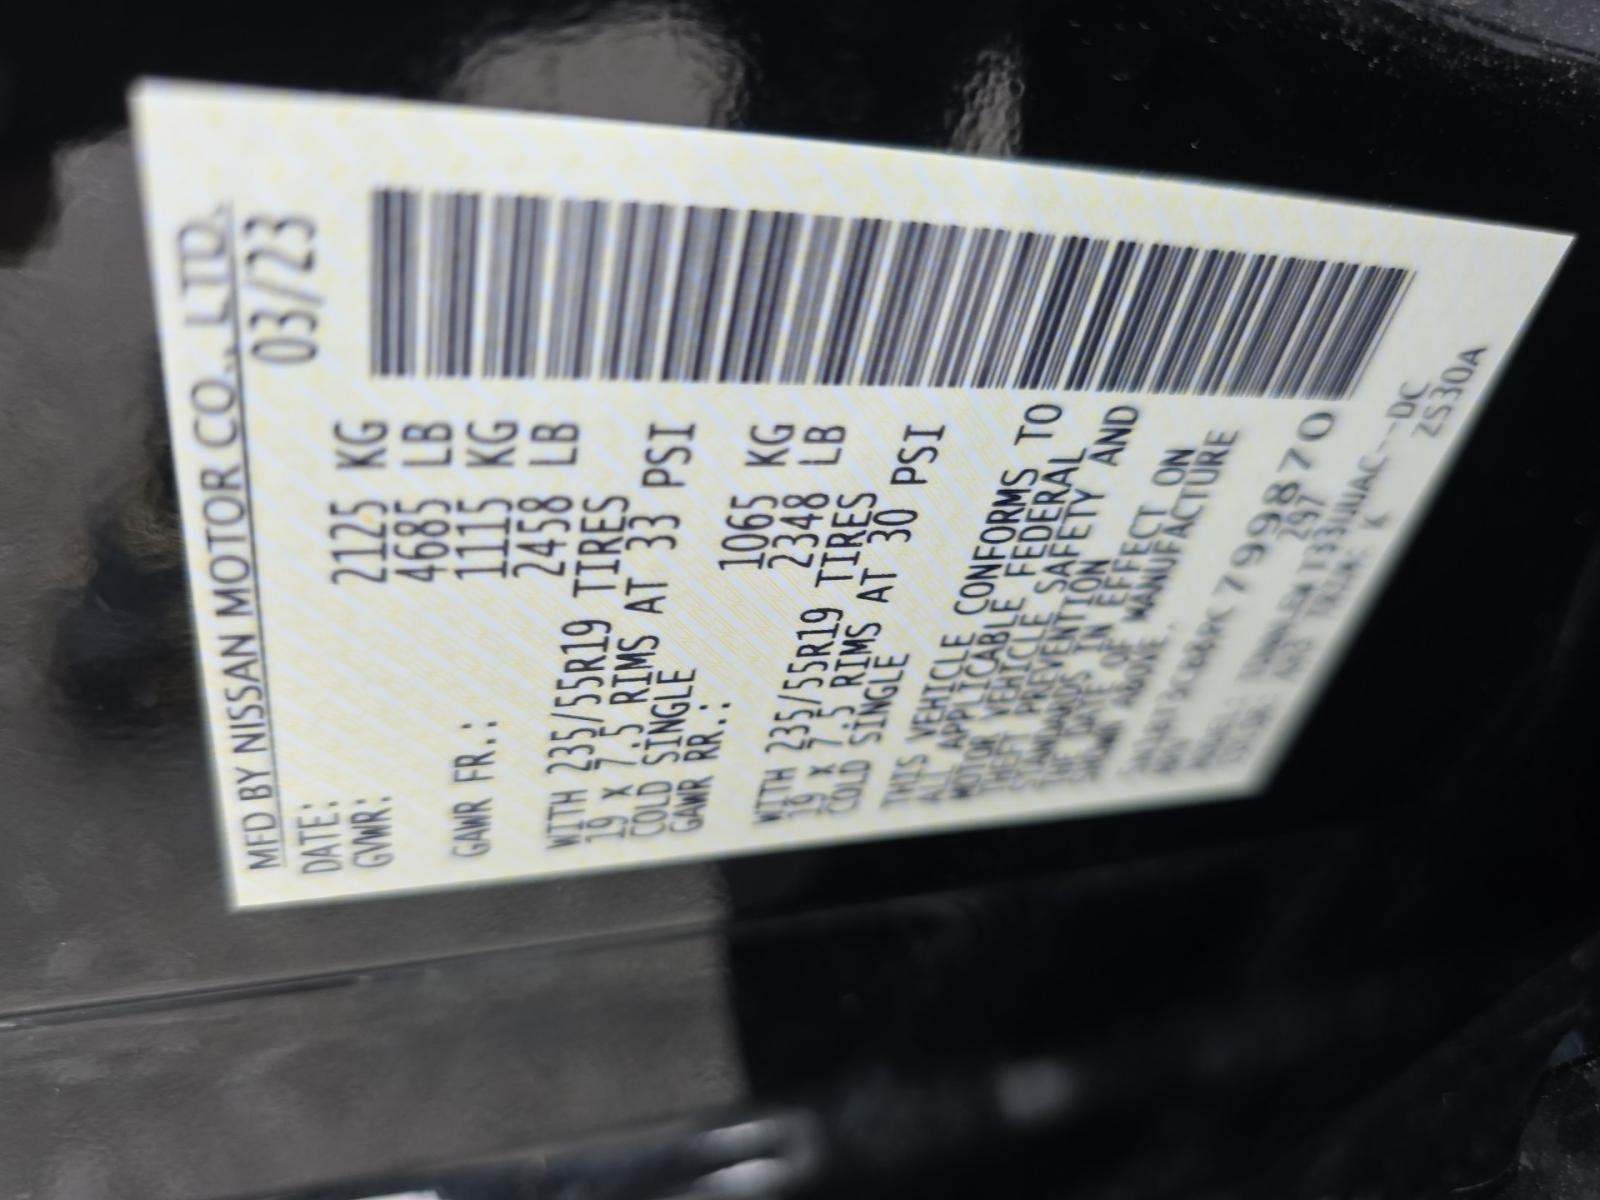 MFD BY NISSAN MOTOR CO., LTD.
DATE: 03/23
GVWR: 2125 KG
4685 LB
GAWR FR.: 1115 KG
2458 LB
WITH 235/55R19 TIRES
19 x 7.5 RIMS AT 33 PSI
COLD SINGLE
GAWR RR.: 1065 KG
2348 LB
WITH 235/55R19 TIRES
19 x 7.5 RIMS AT 30 PSI
COLD SINGLE
THIS VEHICLE CONFORMS TO
ALL APPLICABLE FEDERAL
MOTOR VEHICLE SAFETY AND
THEFT PREVENTION
STANDARDS IN EFFECT ON
THE DATE OF MANUFACTURE
SHOWN ABOVE.
799870
MPV 297
MODEL:
COLOR: K
ZS30A